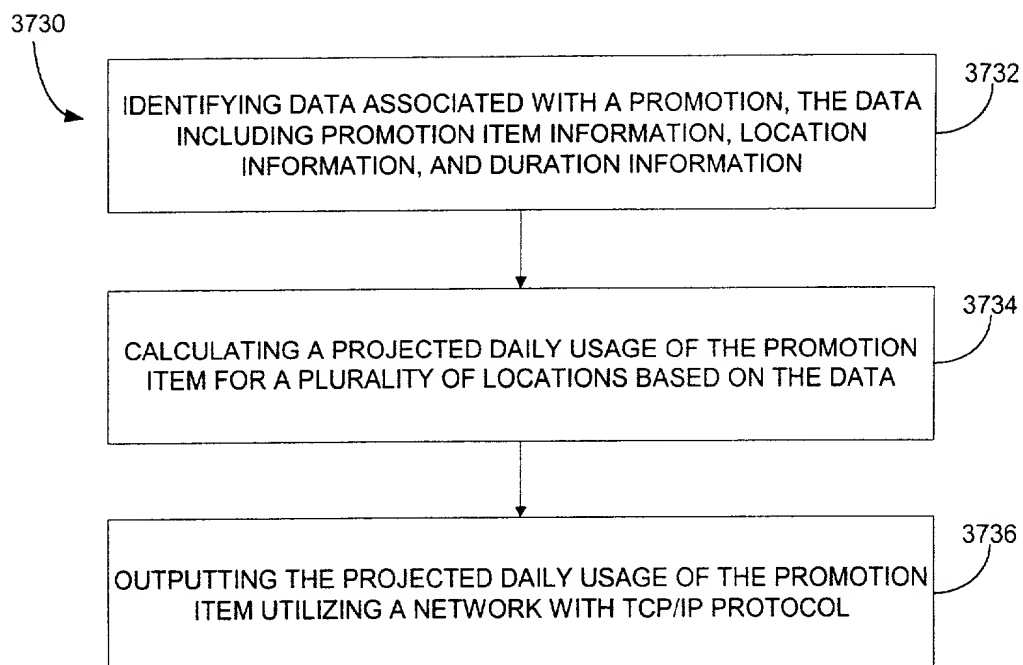 3730
3732
IDENTIFYING DATA ASSOCIATED WITH A PROMOTION, THE DATA
INCLUDING PROMOTION ITEM INFORMATION, LOCATION
INFORMATION, AND DURATION INFORMATION
3734
CALCULATING A PROJECTED DAILY USAGE OF THE PROMOTION
ITEM FOR A PLURALITY OF LOCATIONS BASED ON THE DATA
3736
OUTPUTTING THE PROJECTED DAILY USAGE OF THE PROMOTION
ITEM UTILIZING A NETWORK WITH TCP/IP PROTOCOL